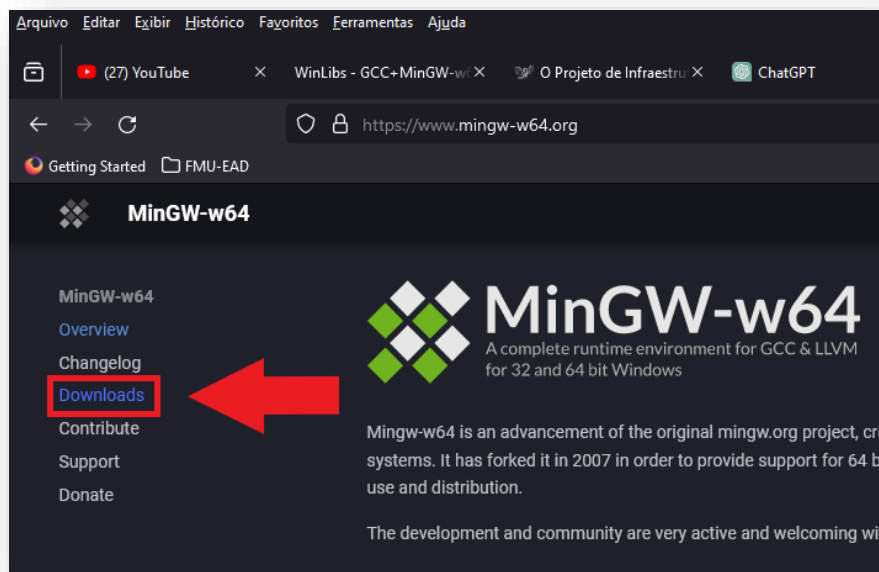 Arquivo Editar Exibir Histórico Favoritos Ferramentas Ajuda
(27) YouTube WinLibs - GCC+MinGW-w O Projeto de Infraestru ChatGPT
https://www.mingw-w64.org
Getting Started FMU-EAD
MinGW-w64
MinGW-w64
Overview
Changelog
Downloads
Contribute
Support
Donate
MinGW-w64
A complete runtime environment for GCC & LLVM
for 32 and 64 bit Windows
Mingw-w64 is an advancement of the original mingw.org project, cr
systems. It has forked it in 2007 in order to provide support for 64 b
use and distribution.
The development and community are very active and welcoming wi